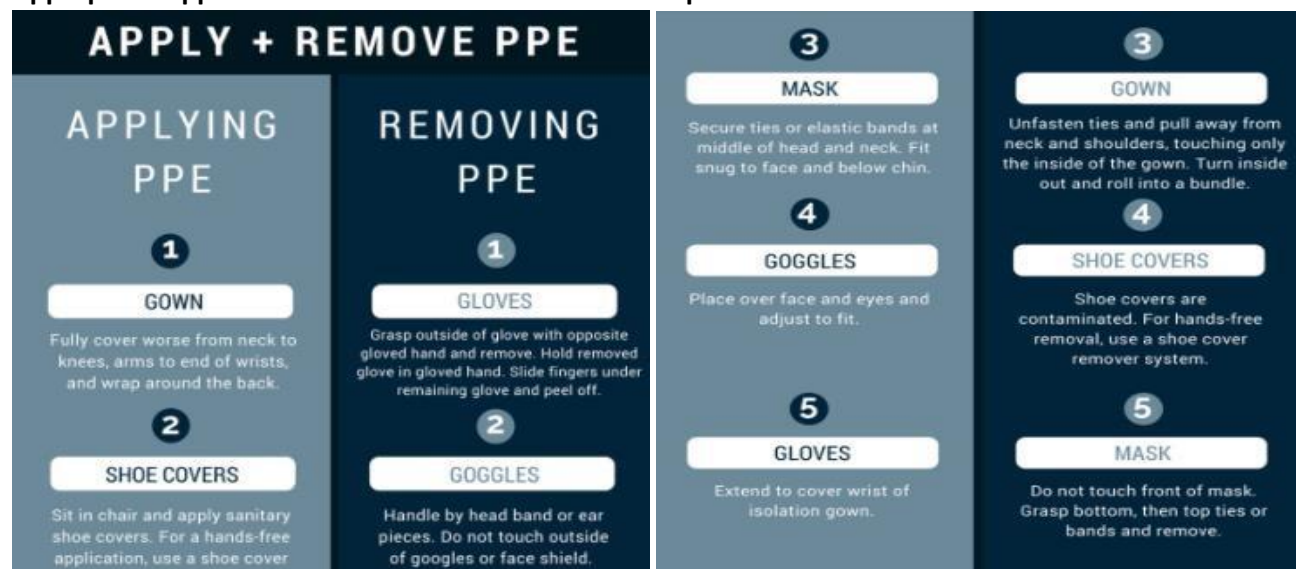 APPLY + REMOVE PPE
APPLYING
PPE
1
GOWN
Fully cover worse from neck to
knees, arms to end of wrists,
and wrap around the back.
2
SHOE COVERS
Sit in chair and apply sanitary
shoe covers. For a hands-free
application, use a shoe cover
REMOVING
PPE
1
GLOVES
Grasp outside of glove with opposite
gloved hand and remove. Hold removed
glove in gloved hand. Slide fingers under
remaining glove and peel off.
2
GOGGLES
Handle by head band or ear
pieces. Do not touch outside
of googles or face shield.
3
MASK
Secure ties or elastic bands at
middle of head and neck. Fit
snug to face and below chin.
4
GOGGLES
Place over face and eyes and
adjust to fit.
5
GLOVES
Extend to cover wrist of
isolation gown.
3
GOWN
Unfasten ties and pull away from
neck and shoulders, touching only
the inside of the gown. Turn inside
out and roll into a bundle.
4
SHOE COVERS
Shoe covers are
contaminated. For hands-free
removal, use a shoe cover
remover system.
5
MASK
Do not touch front of mask.
Grasp bottom, then top ties or
bands and remove.